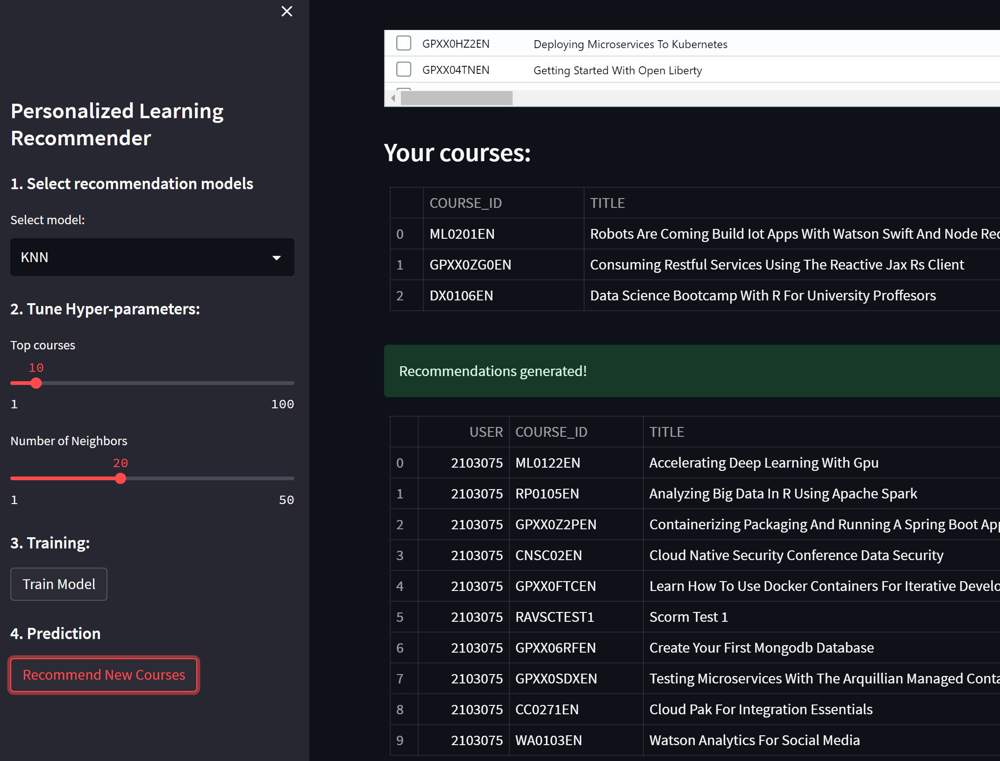 Personalized Learning
Recommender
1. Select recommendation models
Select model:
KNN
2. Tune Hyper-parameters:
Top courses
10
1 100
Number of Neighbors
20
1 50
3. Training:
Train Model
4. Prediction
Recommend New Courses
GPXX0HZ2EN Deploying Microservices To Kubernetes
GPXX04TNEN Getting Started With Open Liberty
Your courses:
COURSE_ID TITLE
0 ML0201EN Robots Are Coming Build Iot Apps With Watson Swift And Node
1 GPXX0ZG0EN Consuming Restful Services Using The Reactive Jax Rs Client
2 DX0106EN Data Science Bootcamp With R For University Proffesors
Recommendations generated!
USER COURSE_ID TITLE
0 2103075 ML0122EN Accelerating Deep Learning With Gpu
1 2103075 RP0105EN Analyzing Big Data In R Using Apache Spark
2 2103075 GPXX0Z2PEN Containerizing Packaging And Running A Spring Boot
3 2103075 CNSC02EN Cloud Native Security Conference Data Security
4 2103075 GPXX0FTCEN Learn How To Use Docker Containers For Iterative
5 2103075 RAVSCTEST1 Scorm Test 1
6 2103075 GPXX06RFEN Create Your First Mongodb Database
7 2103075 GPXX0SDXEN Testing Microservices With The Arquillian Managed
8 2103075 CC0271EN Cloud Pak For Integration Essentials
9 2103075 WA0103EN Watson Analytics For Social Media